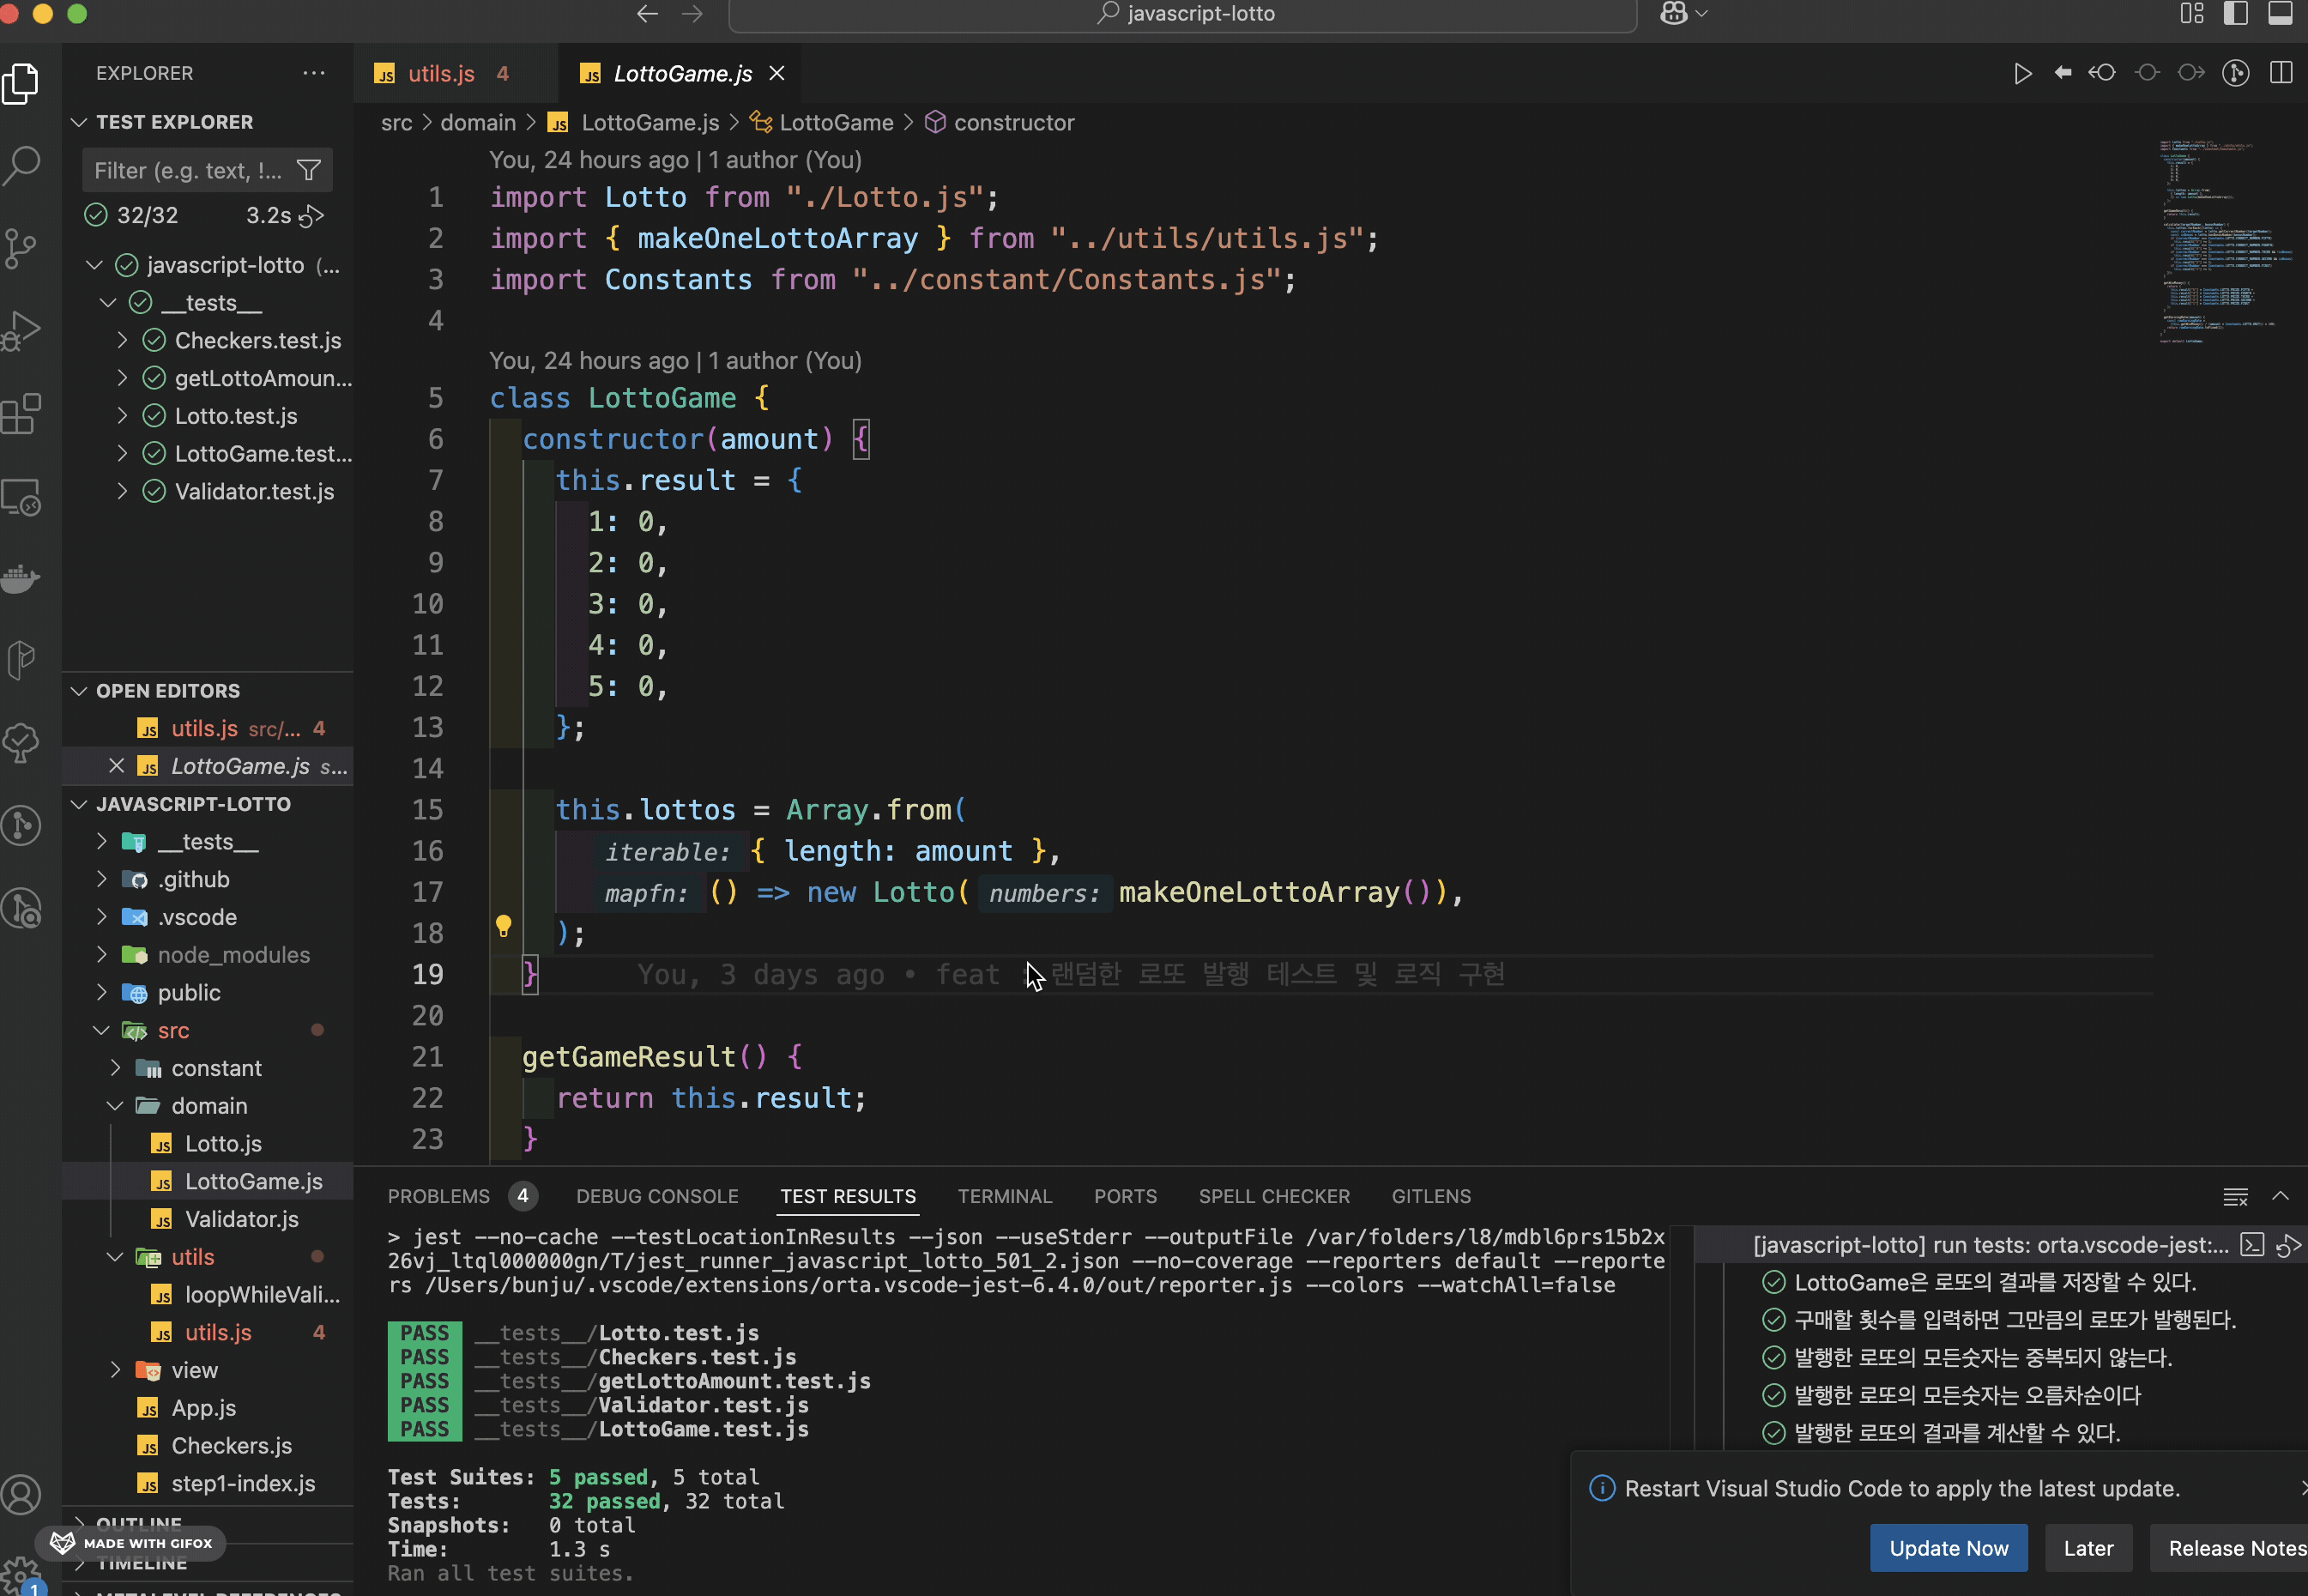 javascript-lotto
EXPLORER
TEST EXPLORER
Filter (e.g. text, !...
32/32 3.2s
javascript-lotto (...
__tests__
Checkers.test.js
getLottoAmoun...
Lotto.test.js
LottoGame.test...
Validator.test.js
OPEN EDITORS
utils.js src/... 4
LottoGame.js s...
JAVASCRIPT-LOTTO
__tests__
.github
.vscode
node_modules
public
src
constant
domain
Lotto.js
LottoGame.js
Validator.js
utils
loopWhileVali...
utils.js 4
view
App.js
Checkers.js
step1-index.js
OUTLINE
MADE WITH GIFOX
TIMELINE
1
utils.js 4
LottoGame.js
src > domain > JS LottoGame.js > LottoGame > constructor
You, 24 hours ago | 1 author (You)
1 import Lotto from "./Lotto.js";
2 import { makeOneLottoArray } from "../utils/utils.js";
3 import Constants from "../constant/Constants.js";
4
You, 24 hours ago | 1 author (You)
5 class LottoGame {
6 constructor(amount) {
7 this.result = {
8 1: 0,
9 2: 0,
10 3: 0,
11 4: 0,
12 5: 0,
13 };
14
15 this.lottos = Array.from(
16 iterable: { length: amount },
17 mapfn: () => new Lotto( numbers: makeOneLottoArray()),
18 );
19 } You, 3 days ago • feat : 랜덤한 로또 발행 테스트 및 로직 구현
20
21 getGameResult() {
22 return this.result;
23 }
PROBLEMS 4 DEBUG CONSOLE TEST RESULTS TERMINAL PORTS SPELL CHECKER GITLENS
> jest --no-cache --testLocationInResults --json --useStderr --outputFile /var/folders/l8/mdbl6prs15b2x
26vj_ltql000000gn/T/jest_runner_javascript_lotto_501_2.json --no-coverage --reporters default --reporte
rs /Users/bunju/.vscode/extensions/orta.vscode-jest-6.4.0/out/reporter.js --colors --watchAll=false
PASS __tests__/Lotto.test.js
PASS __tests__/Checkers.test.js
PASS __tests__/getLottoAmount.test.js
PASS __tests__/Validator.test.js
PASS __tests__/LottoGame.test.js
Test Suites: 5 passed, 5 total
Tests: 32 passed, 32 total
Snapshots: 0 total
Time: 1.3 s
Ran all test suites.
[javascript-lotto] run tests: orta.vscode-jest:...
LottoGame은 로또의 결과를 저장할 수 있다.
구매할 횟수를 입력하면 그만큼의 로또가 발행된다.
발행한 로또의 모든숫자는 중복되지 않는다.
발행한 로또의 모든숫자는 오름차순이다
발행한 로또의 결과를 계산할 수 있다.
Restart Visual Studio Code to apply the latest update.
Update Now Later Release Notes